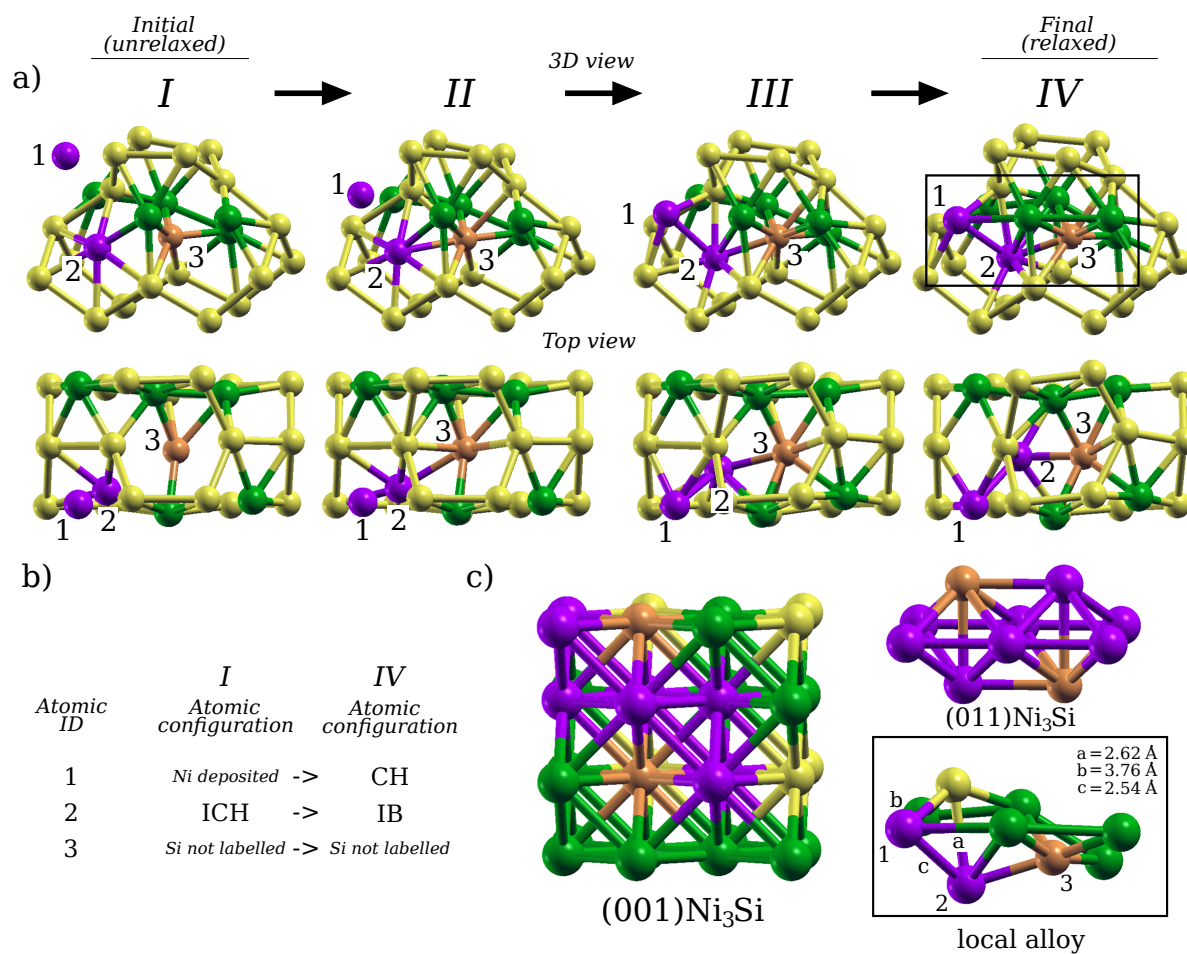 Initial
(unrelaxed)
Final
(relaxed)
a)
3D view
I
II
III
IV
1
2
3
1
2
3
1
2
3
1
2
3
Top view
3
1
2
3
1
2
3
2
1
3
2
1
b)
c)
I
IV
Atomic
ID
Atomic
configuration
Atomic
configuration
1 Ni deposited -> CH
2 ICH -> IB
3 Si not labelled -> Si not labelled
(001)Ni₃Si
(011)Ni₃Si
a=2.62 Å
b=3.76 Å
c=2.54 Å
b
1
a
c
2
3
local alloy